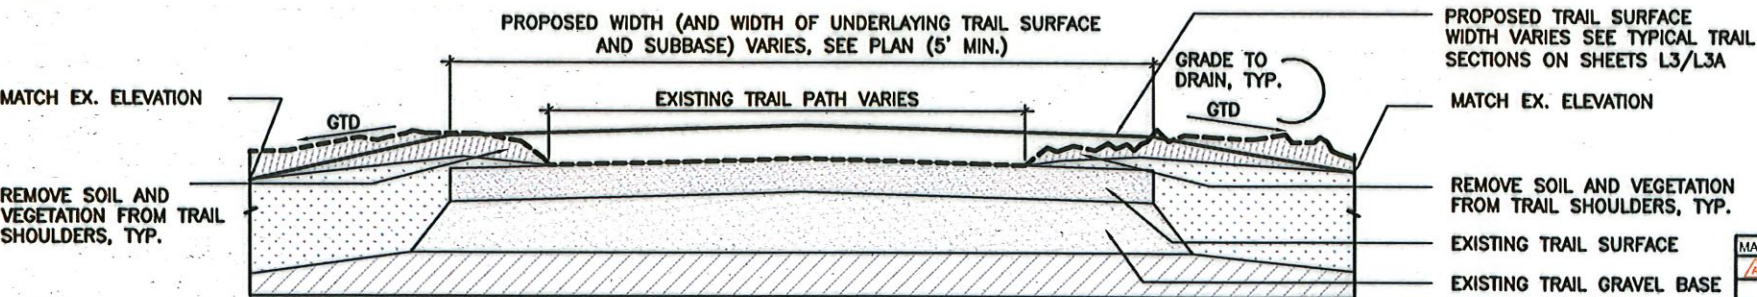 PROPOSED WIDTH (AND WIDTH OF UNDERLAYING TRAIL SURFACE
AND SUBBASE) VARIES, SEE PLAN (5' MIN.)
PROPOSED TRAIL SURFACE
WIDTH VARIES SEE TYPICAL TRAIL
SECTIONS ON SHEETS L3/L3A
GRADE TO
DRAIN, TYP.
MATCH EX. ELEVATION
EXISTING TRAIL PATH VARIES
MATCH EX. ELEVATION
GTD
GTD
REMOVE SOIL AND
VEGETATION FROM TRAIL
SHOULDERS, TYP.
REMOVE SOIL AND VEGETATION
FROM TRAIL SHOULDERS, TYP.
EXISTING TRAIL SURFACE
EXISTING TRAIL GRAVEL BASE